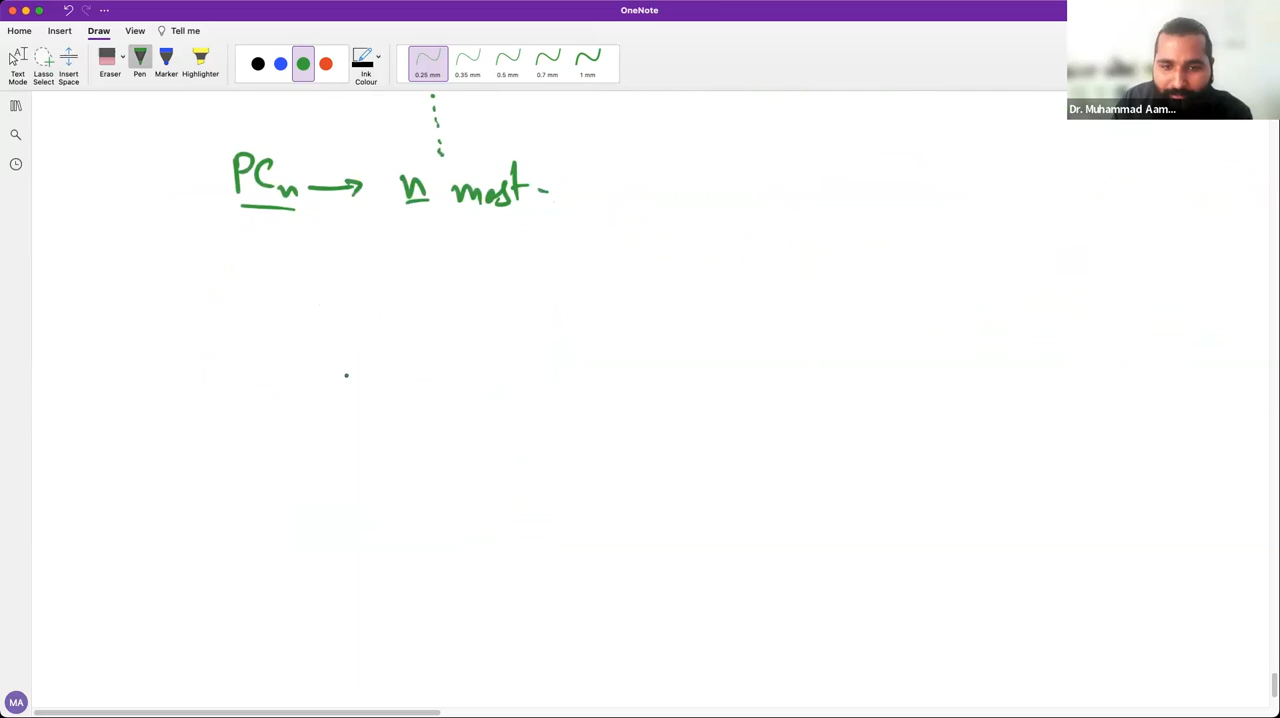 OneNote
Home Insert Draw View Tell me
Text Mode Lasso Select Insert Space Eraser Pen Marker Highlighter Ink Colour 0.25 mm 0.35 mm 0.5 mm 0.7 mm 1 mm
Dr. Muhammad Aam...
PCn → n most -
MA